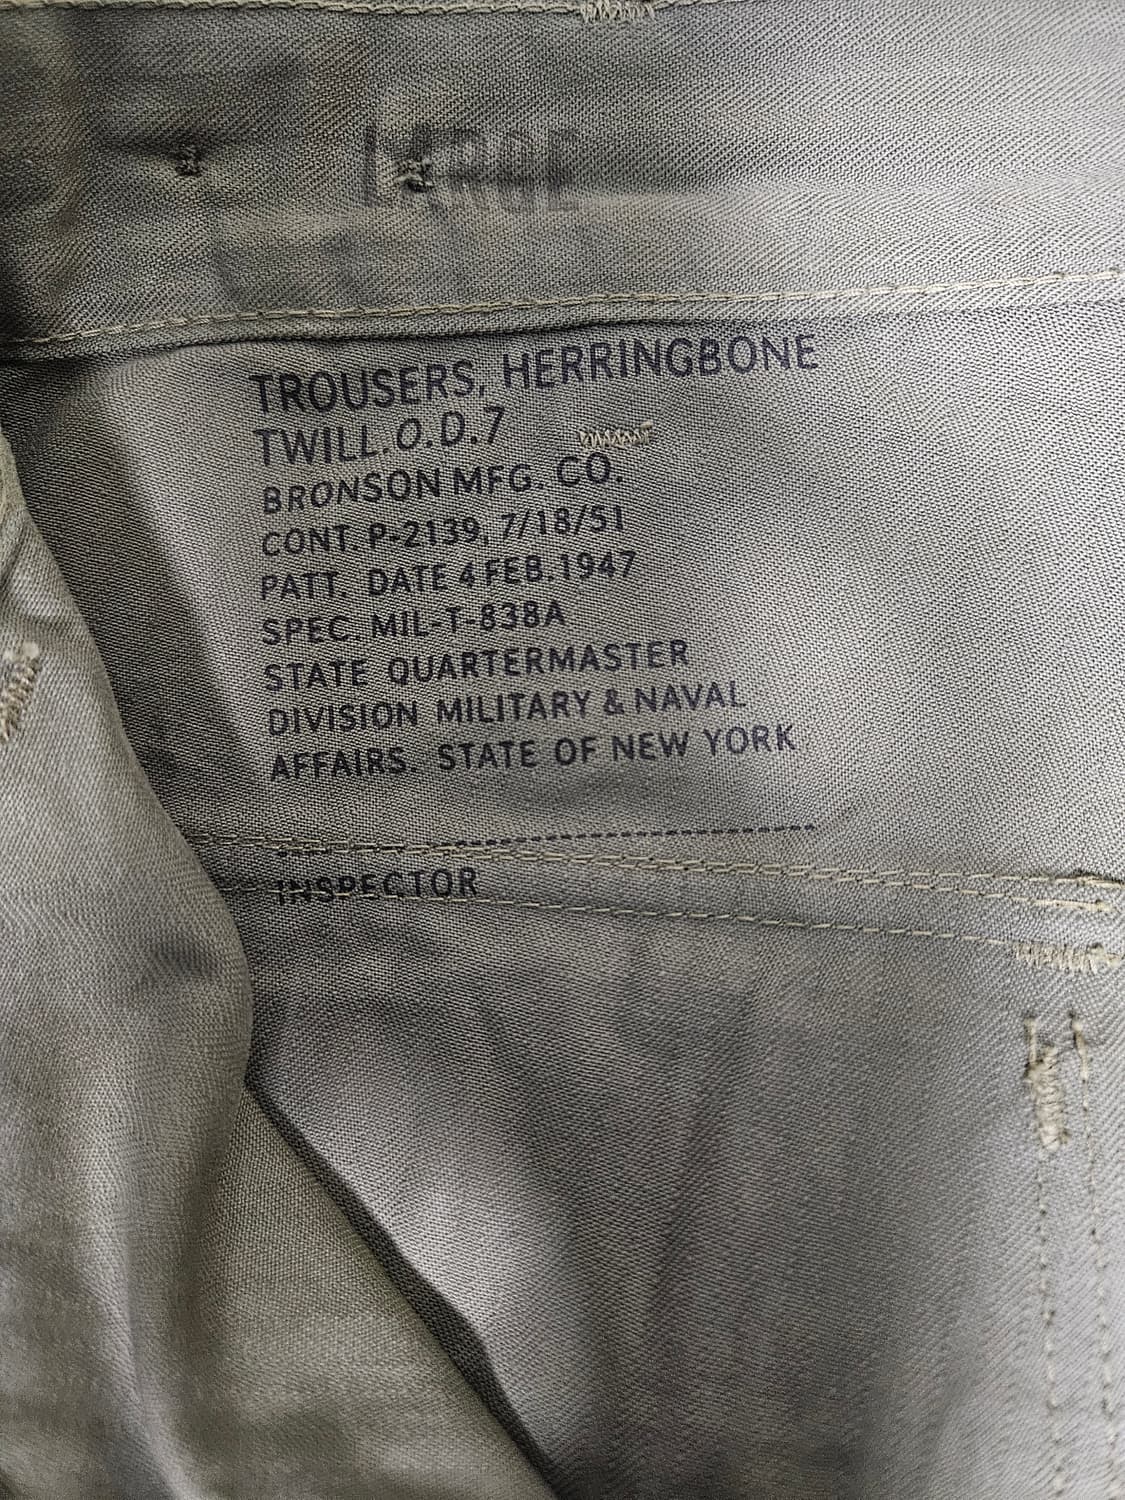 LARGE
TROUSERS, HERRINGBONE
TWILL.O.D.7
BRONSON MFG. CO.
CONT. P-2139, 7/18/51
PATT. DATE 4 FEB.1947
SPEC. MIL-T-838A
STATE QUARTERMASTER
DIVISION MILITARY & NAVAL
AFFAIRS. STATE OF NEW YORK
INSPECTOR